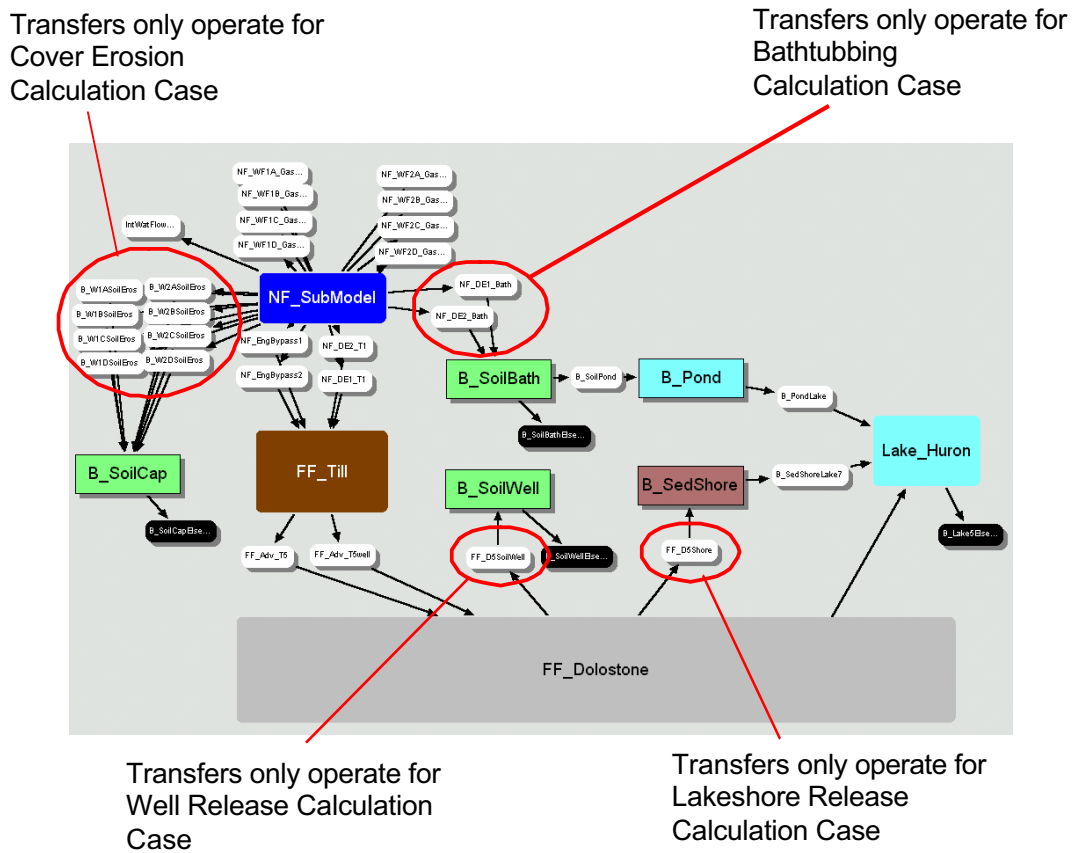 Transfers only operate for
Cover Erosion
Calculation Case
Transfers only operate for
Bathtubbing
Calculation Case
NF_WF1A_Gas...
NF_WF2A_Gas...
NF_WF1B_Gas...
NF_WF2B_Gas...
NF_WF1C_Gas...
NF_WF2C_Gas...
IntWatFlow...
NF_WF1D_Gas...
NF_WF2D_Gas...
B_W1ASoilEros
B_W2ASoilEros
NF_SubModel
NF_DE1_Bath
B_W1BSoilEros
B_W2BSoilEros
NF_DE2_Bath
B_W1CSoilEros
B_W2CSoilEros
NF_EngBypass1
NF_DE2_T1
B_W1DSoilEros
B_W2DSoilEros
NF_EngBypass2
NF_DE1_T1
B_SoilBath
B_SoilPond
B_Pond
B_PondLake
B_SoilBathElse...
Lake_Huron
B_SoilCap
FF_Till
B_SoilWell
B_SedShore
B_SedShoreLake7
B_SoilCapElse...
B_Lake5Else...
FF_Adv_T5
FF_Adv_T5well
FF_D5SoilWell
B_SoilWellElse...
FF_D5Shore
FF_Dolostone
Transfers only operate for
Well Release Calculation
Case
Transfers only operate for
Lakeshore Release
Calculation Case